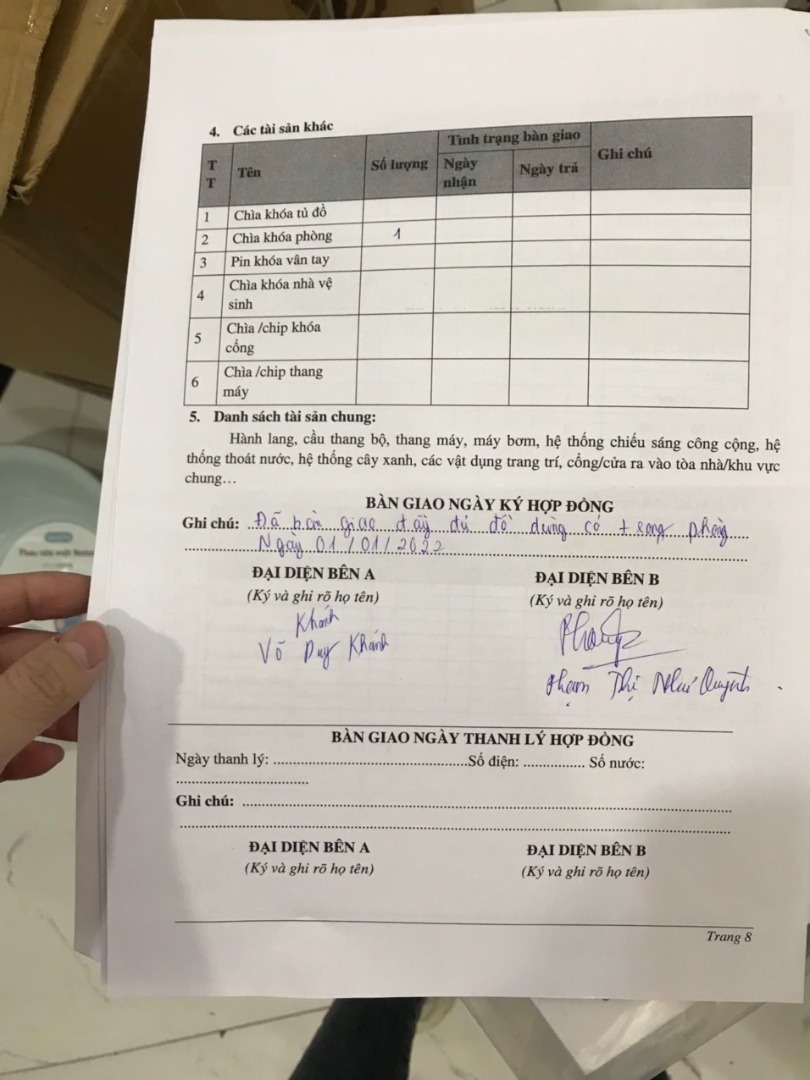 4. Các tài sản khác
TT Tên Số lượng Tình trạng bàn giao Ghi chú
Ngày nhận Ngày trả
1 Chìa khóa tủ đồ
2 Chìa khóa phòng 1
3 Pin khóa vân tay
4 Chìa khóa nhà vệ sinh
5 Chìa /chip khóa cổng
6 Chìa /chip thang máy
5. Danh sách tài sản chung:
Hành lang, cầu thang bộ, thang máy, máy bơm, hệ thống chiếu sáng công cộng, hệ
thống thoát nước, hệ thống cây xanh, các vật dụng trang trí, cổng/cửa ra vào tòa nhà/khu vực
chung…
BÀN GIAO NGÀY KÝ HỢP ĐỒNG
Ghi chú: Đã bàn giao đầy đủ đồ dùng có trong phòng
Ngày 01/01/2022
ĐẠI DIỆN BÊN A ĐẠI DIỆN BÊN B
(Ký và ghi rõ họ tên) (Ký và ghi rõ họ tên)
Khánh
Võ Duy Khánh
Phạm Thị Như Quỳnh
BÀN GIAO NGÀY THANH LÝ HỢP ĐỒNG
Ngày thanh lý: ............ Số điện: ............ Số nước:
............
Ghi chú: ............
ĐẠI DIỆN BÊN A ĐẠI DIỆN BÊN B
(Ký và ghi rõ họ tên) (Ký và ghi rõ họ tên)
Trang 8